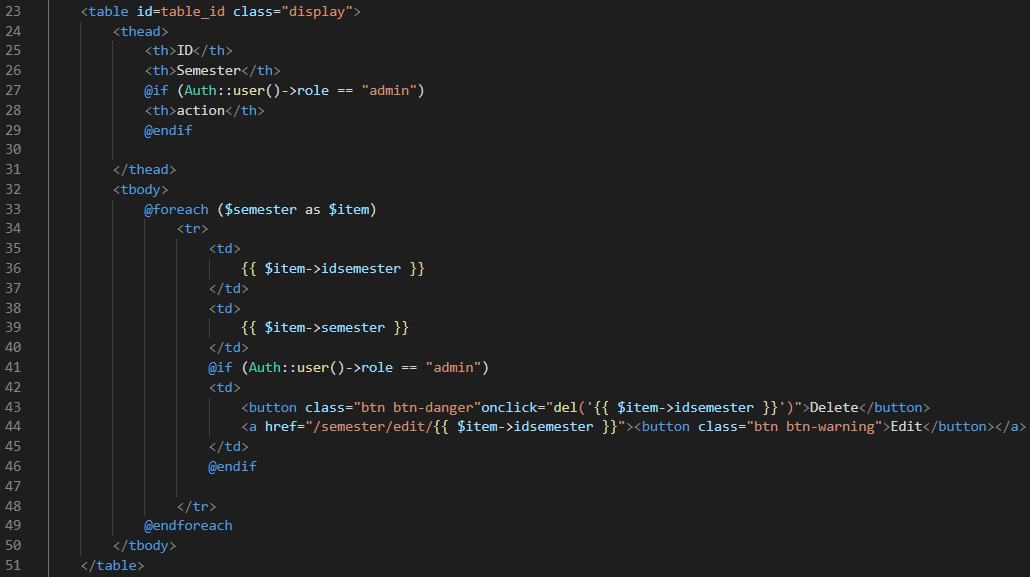 23 <table id=table_id class="display">
24 <thead>
25 <th>ID</th>
26 <th>Semester</th>
27 @if (Auth::user()->role == "admin")
28 <th>action</th>
29 @endif
30
31 </thead>
32 <tbody>
33 @foreach ($semester as $item)
34 <tr>
35 <td>
36 {{ $item->idsemester }}
37 </td>
38 <td>
39 {{ $item->semester }}
40 </td>
41 @if (Auth::user()->role == "admin")
42 <td>
43 <button class="btn btn-danger"onclick="del('{{ $item->idsemester }}')">Delete</button>
44 <a href="/semester/edit/{{ $item->idsemester }}"><button class="btn btn-warning">Edit</button></a>
45 </td>
46 @endif
47
48 </tr>
49 @endforeach
50 </tbody>
51 </table>